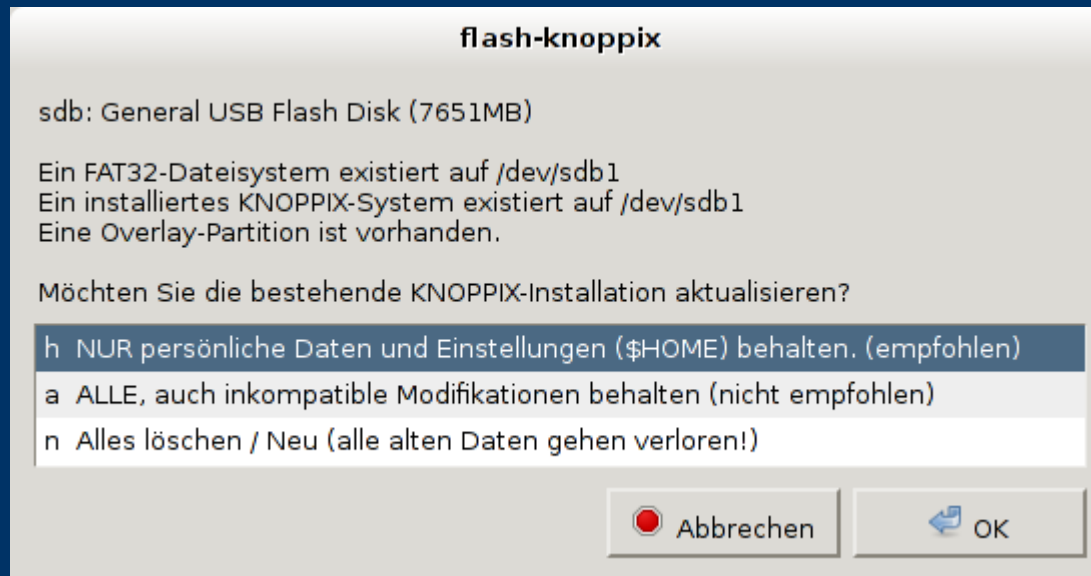 flash-knoppix
sdb: General USB Flash Disk (7651MB)
Ein FAT32-Dateisystem existiert auf /dev/sdb1
Ein installiertes KNOPPIX-System existiert auf /dev/sdb1
Eine Overlay-Partition ist vorhanden.
Möchten Sie die bestehende KNOPPIX-Installation aktualisieren?
h NUR persönliche Daten und Einstellungen ($HOME) behalten. (empfohlen)
a ALLE, auch inkompatible Modifikationen behalten (nicht empfohlen)
n Alles löschen / Neu (alle alten Daten gehen verloren!)
Abbrechen OK